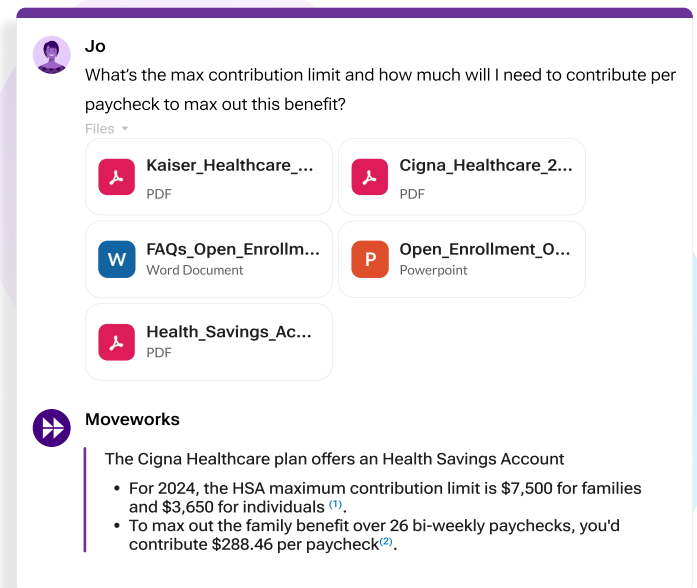 Jo
What's the max contribution limit and how much will I need to contribute per
paycheck to max out this benefit?
Files
Kaiser_Healthcare_...
PDF
Cigna_Healthcare_2...
PDF
W
FAQs_Open_Enrollm...
Word Document
P
Open_Enrollment_O...
Powerpoint
Health_Savings_Ac...
PDF
Moveworks
The Cigna Healthcare plan offers an Health Savings Account
• For 2024, the HSA maximum contribution limit is $7,500 for families
and $3,650 for individuals (1).
• To max out the family benefit over 26 bi-weekly paychecks, you'd
contribute $288.46 per paycheck(2).